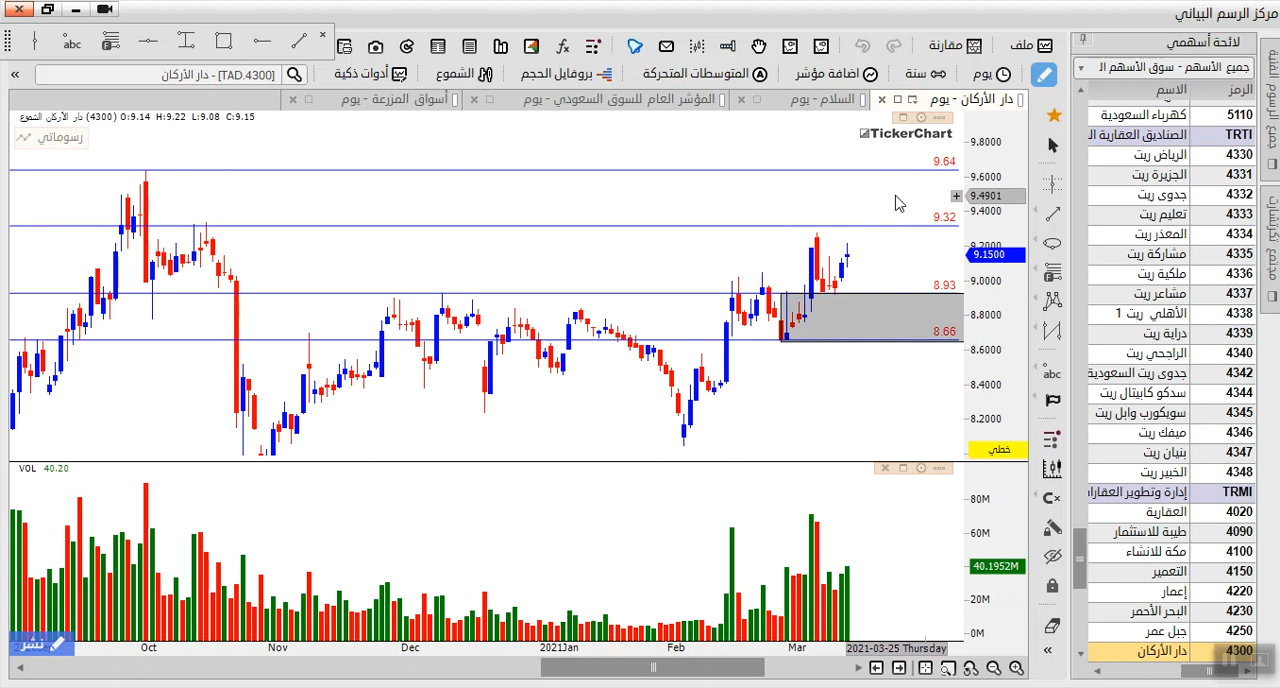 مركز الرسم البياني
ملف
مقارنة
abc
يوم
سنة
اضافة مؤشر
المتوسطات المتحركة
بروفايل الحجم
الشموع
أدوات ذكية
دار الأركان - [TAD.4300]
دار الأركان - يوم
السلام - يوم
المؤشر العام للسوق السعودي - يوم
أسواق المزرعة - يوم
دار الأركان (4300) O:9.14 H:9.22 L:9.08 C:9.15
رسوماتي
TickerChart
9.64
9.32
8.93
8.66
9.8000
9.6000
9.4901
9.4000
9.2000
9.1500
9.0000
8.8000
8.6000
8.4000
8.2000
خطي
VOL 40.20
80M
60M
40.1952M
20M
0M
نشر
Oct
Nov
Dec
2021Jan
Feb
Mar
2021-03-25 Thursday
abc
لائحة أسهمي
جميع الأسهم - سوق الأسهم ال
الرمز الاسم
5110 كهرباء السعودية
TRTI الصناديق العقارية ال
4330 الرياض ريت
4331 الجزيرة ريت
4332 جدوى ريت
4333 تعليم ريت
4334 المعذر ريت
4335 مشاركة ريت
4336 ملكية ريت
4337 مشاعر ريت
4338 الأهلي ريت 1
4339 دراية ريت
4340 الراجحي ريت
4342 جدوى ريت السعودية
4344 سدكو كابيتال ريت
4345 سويكورب وابل ريت
4346 ميفك ريت
4347 بنيان ريت
4348 الخبير ريت
TRMI إدارة وتطوير العقارا
4020 العقارية
4090 طيبة للاستثمار
4100 مكة للانشاء
4150 التعمير
4220 إعمار
4230 البحر الأحمر
4250 جبل عمر
4300 دار الأركان